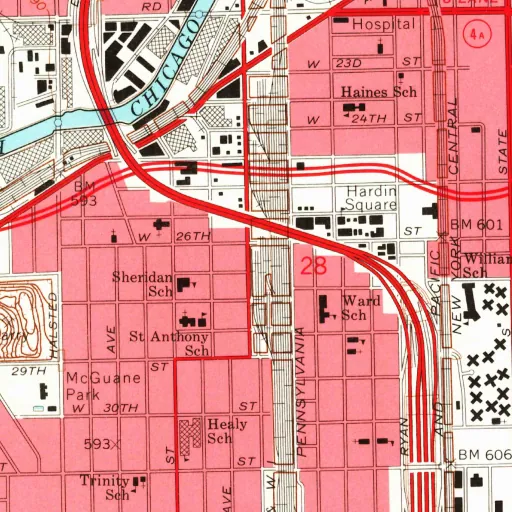 RD
Hospital
4A
W 23D ST
CHICAGO
Haines Sch
W 24TH ST
CENTRAL
STATE
BM
593
Hardin
Square
BM 601
W 26TH
ST
28
Sheridan
Sch
PACIFIC
NEW YORK
Ward
Sch
HALSTED
AVE
St Anthony
Sch
PENNSYLVANIA
29TH
ST
McGuane
Park
W 30TH
ST
RYAN
AND
S
Healy
Sch
593
ST
ST
BM 606
Trinity
Sch
AVE
& W I